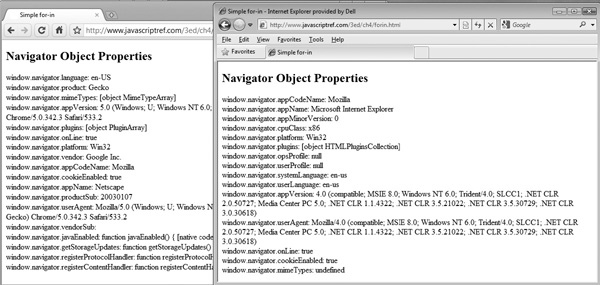 Simple for-in
http://www.javascriptref.com/3ed/ch4/
Navigator Object Properties
window.navigator.language: en-US
window.navigator.product: Gecko
window.navigator.mimeTypes: [object MimeTypeArray]
window.navigator.appVersion: 5.0 (Windows; U; Windows NT 6.0;
Chrome/5.0.342.3 Safari/533.2
window.navigator.plugins: [object PluginArray]
window.navigator.onLine: true
window.navigator.platform: Win32
window.navigator.vendor: Google Inc.
window.navigator.appCodeName: Mozilla
window.navigator.cookieEnabled: true
window.navigator.appName: Netscape
window.navigator.productSub: 20030107
window.navigator.userAgent: Mozilla/5.0 (Windows; U; Windows
Gecko) Chrome/5.0.342.3 Safari/533.2
window.navigator.vendorSub:
window.navigator.javaEnabled: function javaEnabled() { [native code
window.navigator.getStorageUpdates: function getStorageUpdates()
window.navigator.registerProtocolHandler: function registerProtocol
window.navigator.registerContentHandler: function registerContentHan
Simple for-in - Internet Explorer provided by Dell
http://www.javascriptref.com/3ed/ch4/forin.html
Google
File Edit View Favorites Tools Help
Favorites Simple for-in
Navigator Object Properties
window.navigator.appCodeName: Mozilla
window.navigator.appName: Microsoft Internet Explorer
window.navigator.appMinorVersion: 0
window.navigator.cpuClass: x86
window.navigator.platform: Win32
window.navigator.plugins: [object HTMLPluginsCollection]
window.navigator.opsProfile: null
window.navigator.userProfile: null
window.navigator.systemLanguage: en-us
window.navigator.userLanguage: en-us
window.navigator.appVersion: 4.0 (compatible; MSIE 8.0; Windows NT 6.0; Trident/4.0; SLCC1; .NET CLR
2.0.50727; Media Center PC 5.0; .NET CLR 1.1.4322; .NET CLR 3.5.21022; .NET CLR 3.5.30729; .NET CLR
3.0.30618)
window.navigator.userAgent: Mozilla/4.0 (compatible; MSIE 8.0; Windows NT 6.0; Trident/4.0; SLCC1; .NET CLR
2.0.50727; Media Center PC 5.0; .NET CLR 1.1.4322; .NET CLR 3.5.21022; .NET CLR 3.5.30729; .NET CLR
3.0.30618)
window.navigator.onLine: true
window.navigator.cookieEnabled: true
window.navigator.mimeTypes: undefined